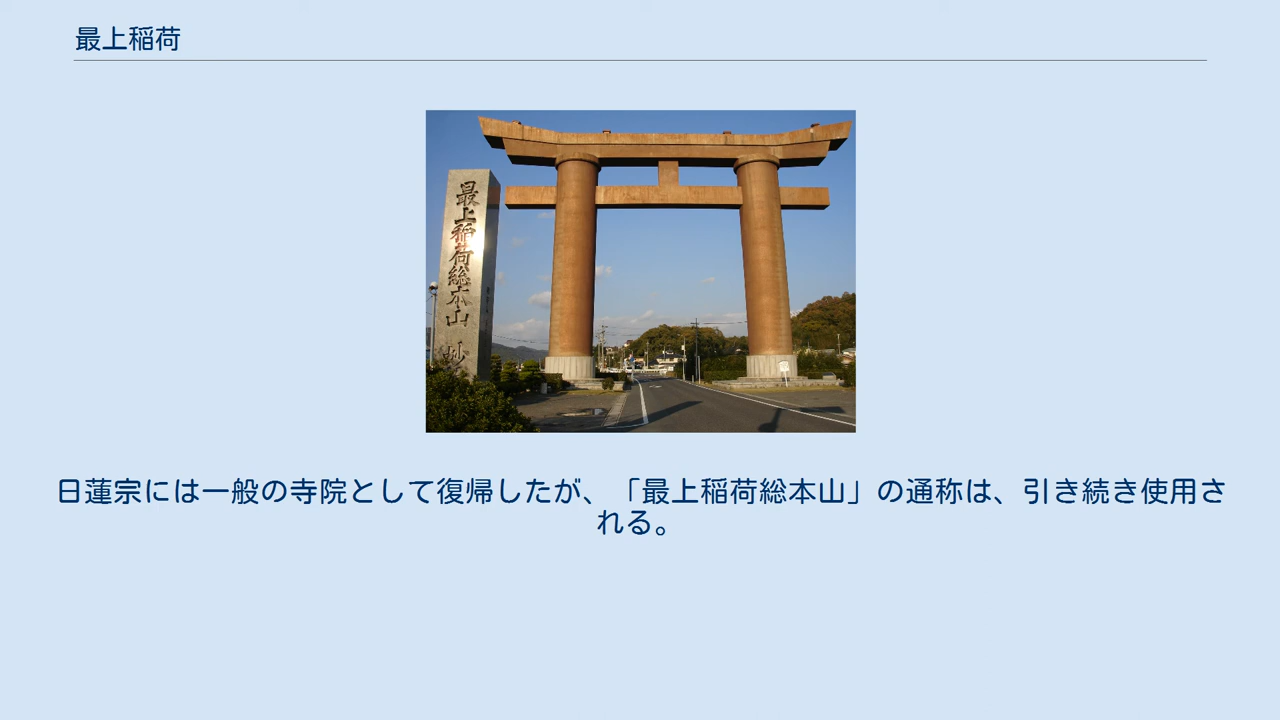 最上稲荷
最上稲荷総本山 妙
日蓮宗には一般の寺院として復帰したが、「最上稲荷総本山」の通称は、引き続き使用さ
れる。